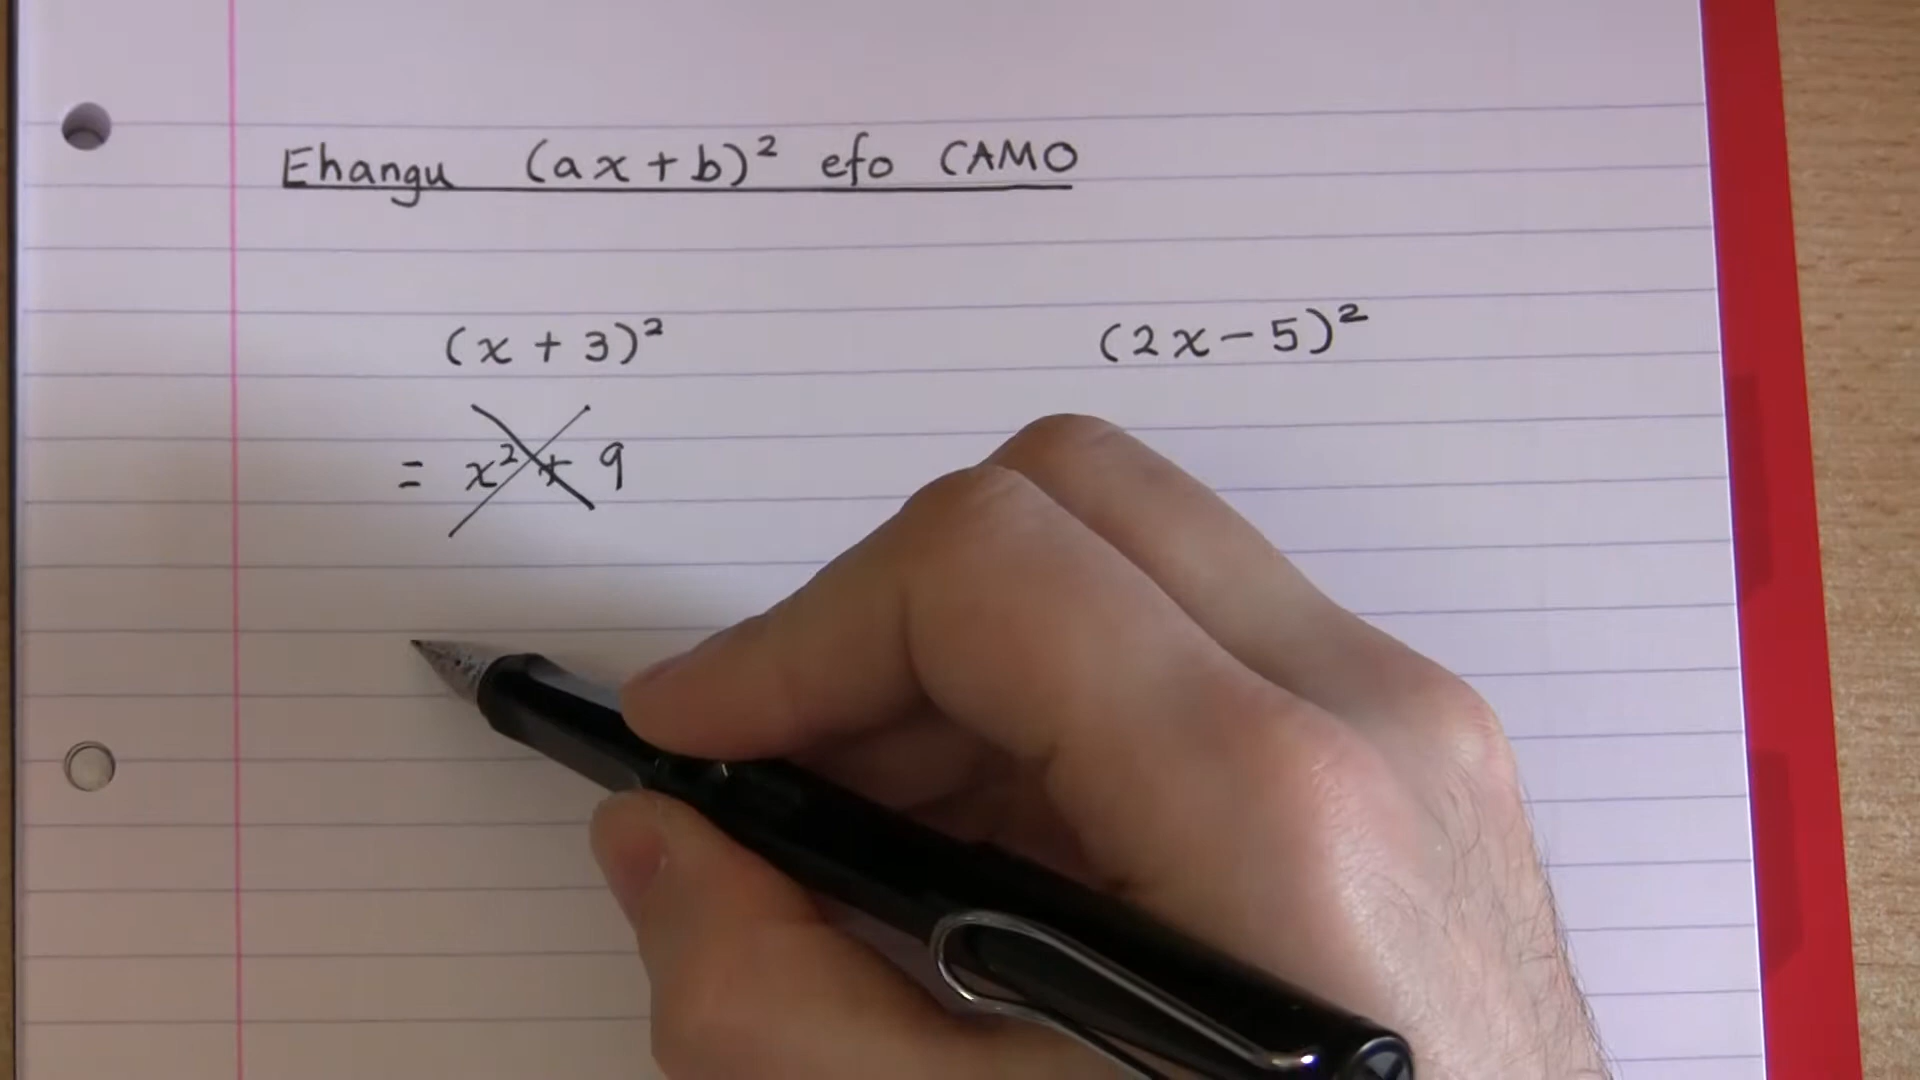 Ehangu (ax+b)² efo CAMO
(x + 3)²
(2x-5)²
= x² + 9